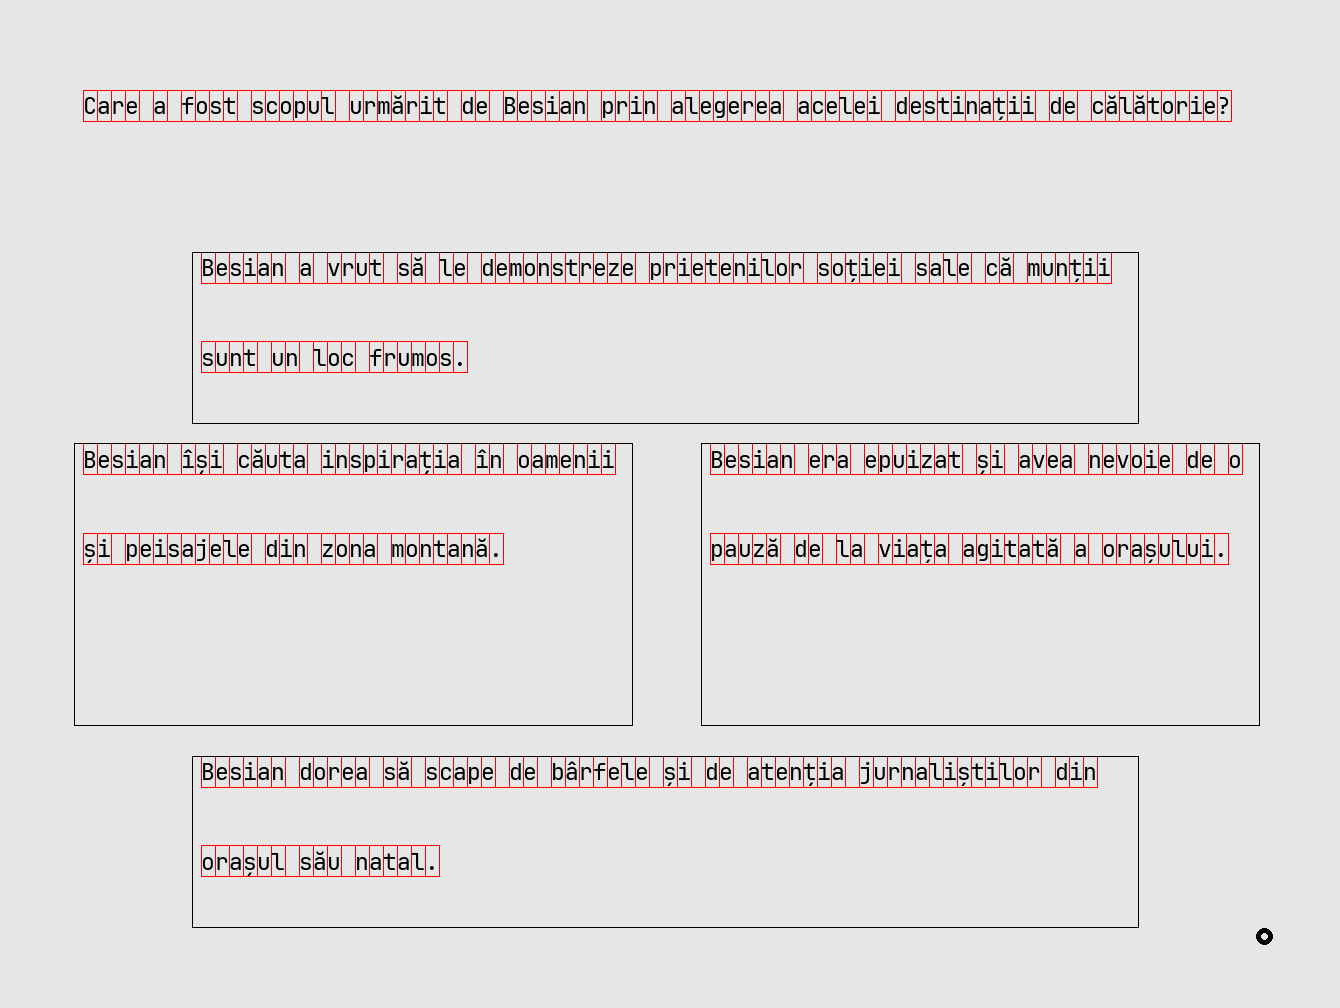 Care a fost scopul urmărit de Besian prin alegerea acelei destinații de călătorie?
Besian a vrut să le demonstreze prietenilor soției sale că munții
sunt un loc frumos.
Besian își căuta inspirația în oamenii
și peisajele din zona montană.
Besian era epuizat și avea nevoie de o
pauză de la viața agitată a orașului.
Besian dorea să scape de bârfele și de atenția jurnaliștilor din
orașul său natal.